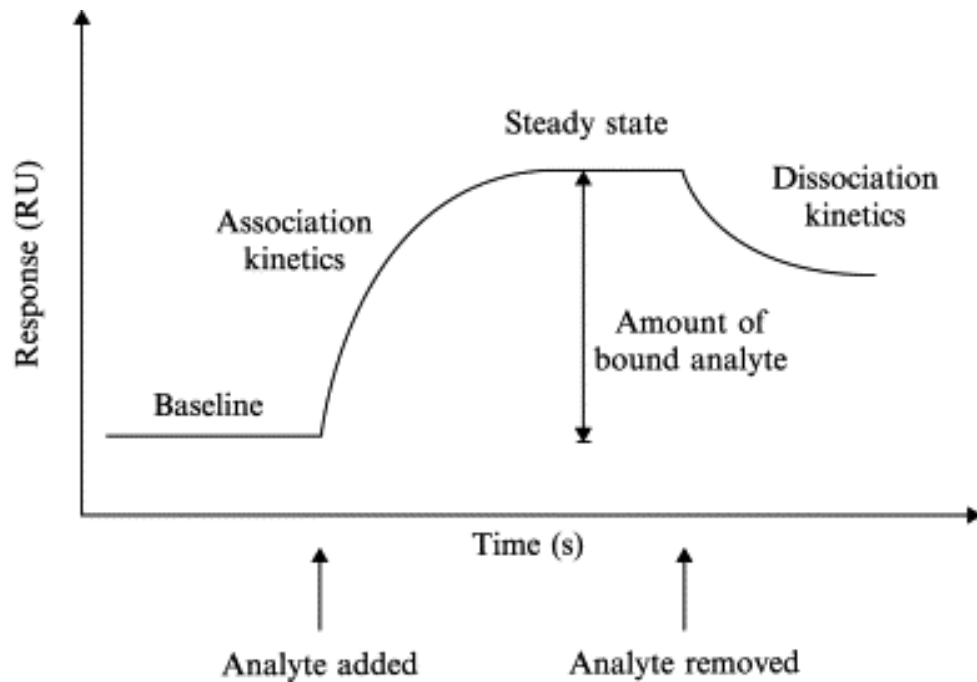 Steady state
Dissociation
kinetics
Association
kinetics
Response (RU)
Amount of
bound analyte
Baseline
Time (s)
Analyte added
Analyte removed